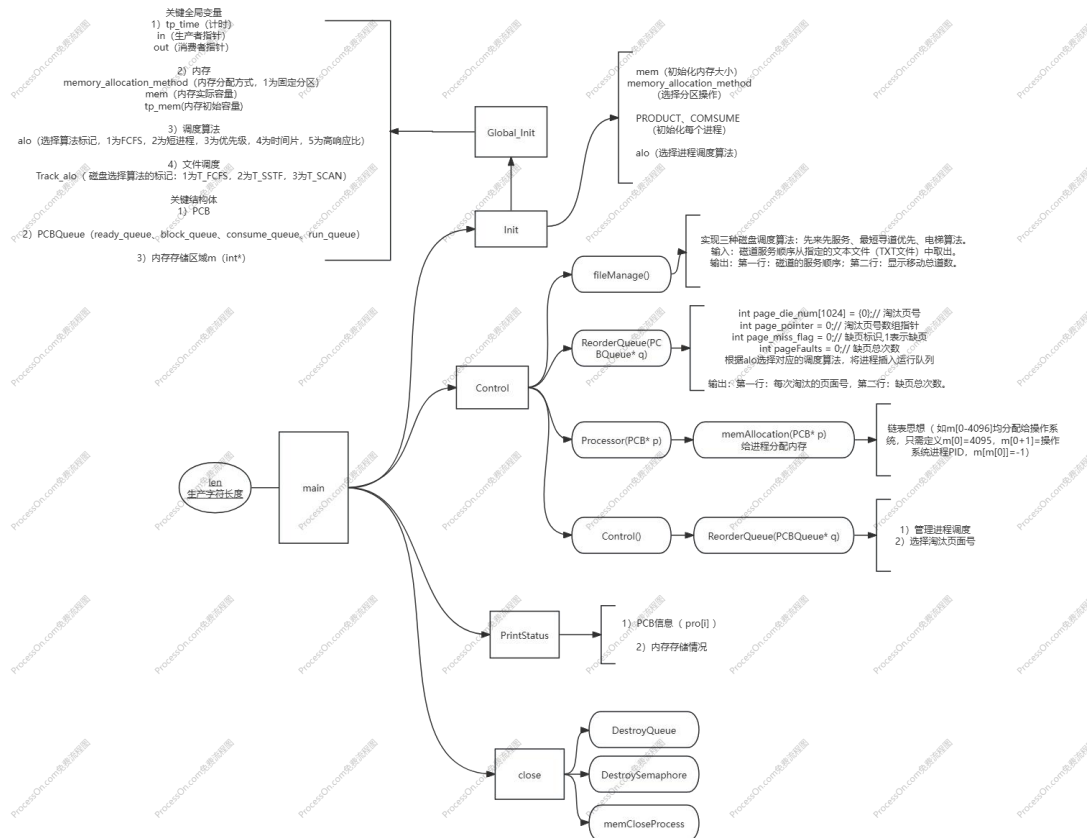 关键全局变量
1）tp_time（计时）
in（生产者指针）
out（消费者指针）
2）内存
memory_allocation_method（内存分配方式，1为固定分区）
mem（内存实际容量）
tp_mem(内存初始容量）
3）调度算法
alo（选择算法标记，1为FCFS，2为短进程，3为优先级，4为时间片，5为高响应比）
4）文件调度
Track_alo（ 磁盘选择算法的标记：1为T_FCFS，2为T_SSTF，3为T_SCAN）
关键结构体
1）PCB
2）PCBQueue（ready_queue、block_queue、consume_queue、run_queue）
3）内存存储区域m（int*）
Global_Init
Init
mem（初始化内存大小）
memory_allocation_method
（选择分区操作）
PRODUCT、COMSUME
（初始化每个进程）
alo（选择进程调度算法）
len
生产字符长度
main
Control
fileManage()
实现三种磁盘调度算法：先来先服务、最短寻道优先、电梯算法。
输入：磁道服务顺序从指定的文本文件（TXT文件）中取出。
输出：第一行：磁道的服务顺序；第二行：显示移动总道数。
ReorderQueue(PC
BQueue* q)
int page_die_num[1024] = {0};// 淘汰页号
int page_pointer = 0;// 淘汰页号数组指针
int page_miss_flag = 0;// 缺页标识,1表示缺页
int pageFaults = 0;// 缺页总次数
根据alo选择对应的调度算法，将进程插入运行队列
输出：第一行：每次淘汰的页面号，第二行：缺页总次数。
Processor(PCB* p)
memAllocation(PCB* p)
给进程分配内存
链表思想（ 如m[0-4096]均分配给操作系
统，只需定义m[0]=4095，m[0+1]=操作
系统进程PID，m[m[0]]=-1）
Control()
ReorderQueue(PCBQueue* q)
1）管理进程调度
2）选择淘汰页面号
PrintStatus
1）PCB信息（ pro[i] ）
2）内存存储情况
close
DestroyQueue
DestroySemaphore
memCloseProcess
ProcessOn.com免费流程图